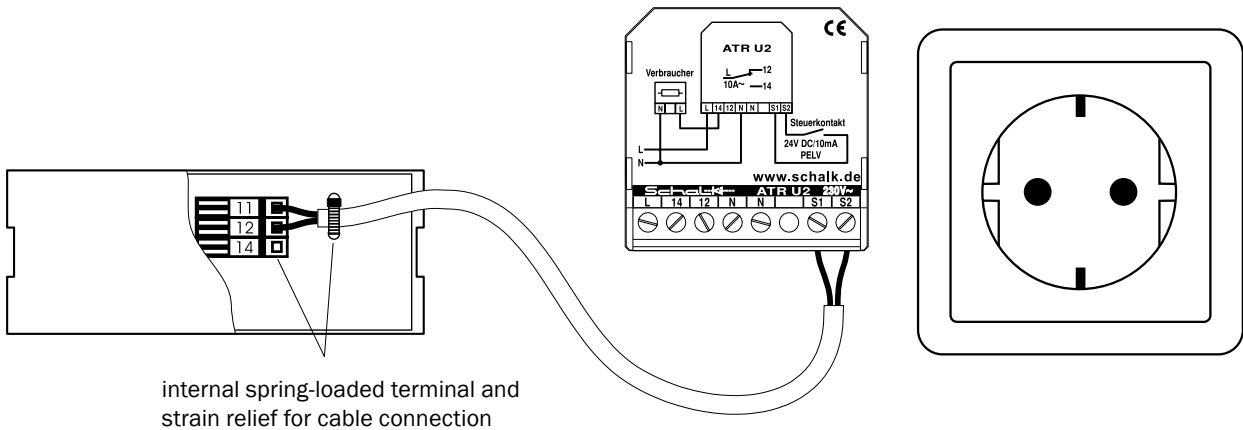 11
12
14
internal spring-loaded terminal and
strain relief for cable connection
CE
ATR U2
L 12
10A~ 14
Verbraucher
N L
L 14 12 N N S1 S2
Steuerkontakt
24V DC/10mA
PELV
L
N
www.schalk.de
Schalk ATR U2 230V~
L 14 12 N N S1 S2